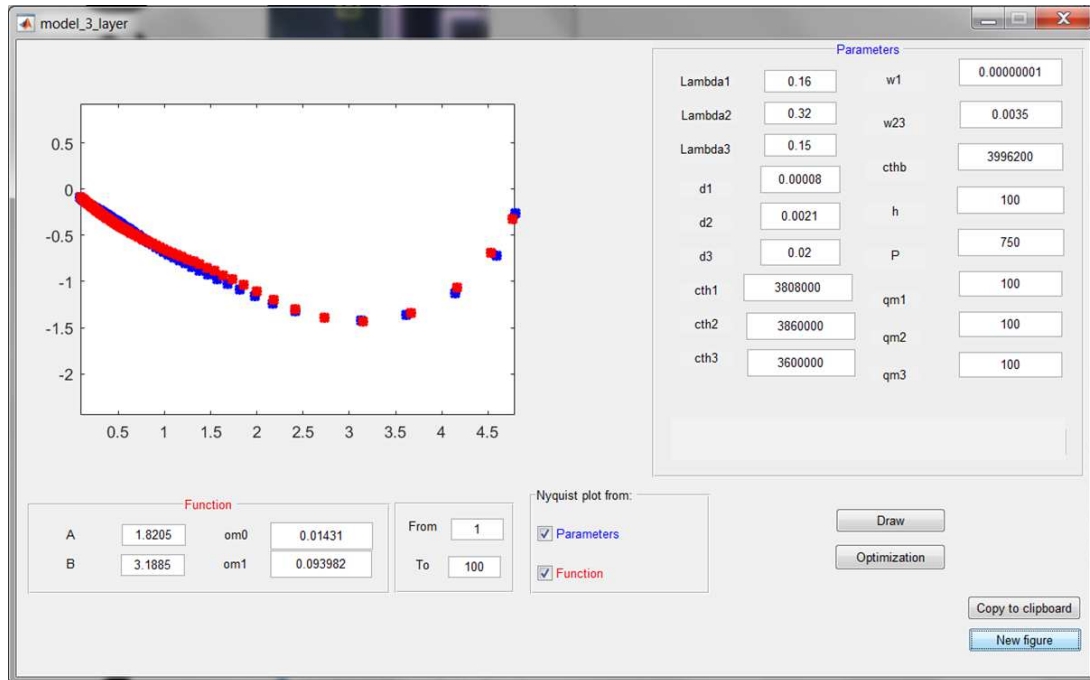 model_3_layer
Parameters
Lambda1 0.16 w1 0.00000001
Lambda2 0.32 w23 0.0035
Lambda3 0.15 cthb 3996200
d1 0.00008 h 100
d2 0.0021 P 750
d3 0.02 qm1 100
cth1 3808000 qm2 100
cth2 3860000 qm3 100
cth3 3600000
0.5
0
-0.5
-1
-1.5
-2
0.5 1 1.5 2 2.5 3 3.5 4 4.5
Function
A 1.8205 om0 0.01431
B 3.1885 om1 0.093982
From 1
To 100
Nyquist plot from:
Parameters
Function
Draw
Optimization
Copy to clipboard
New figure